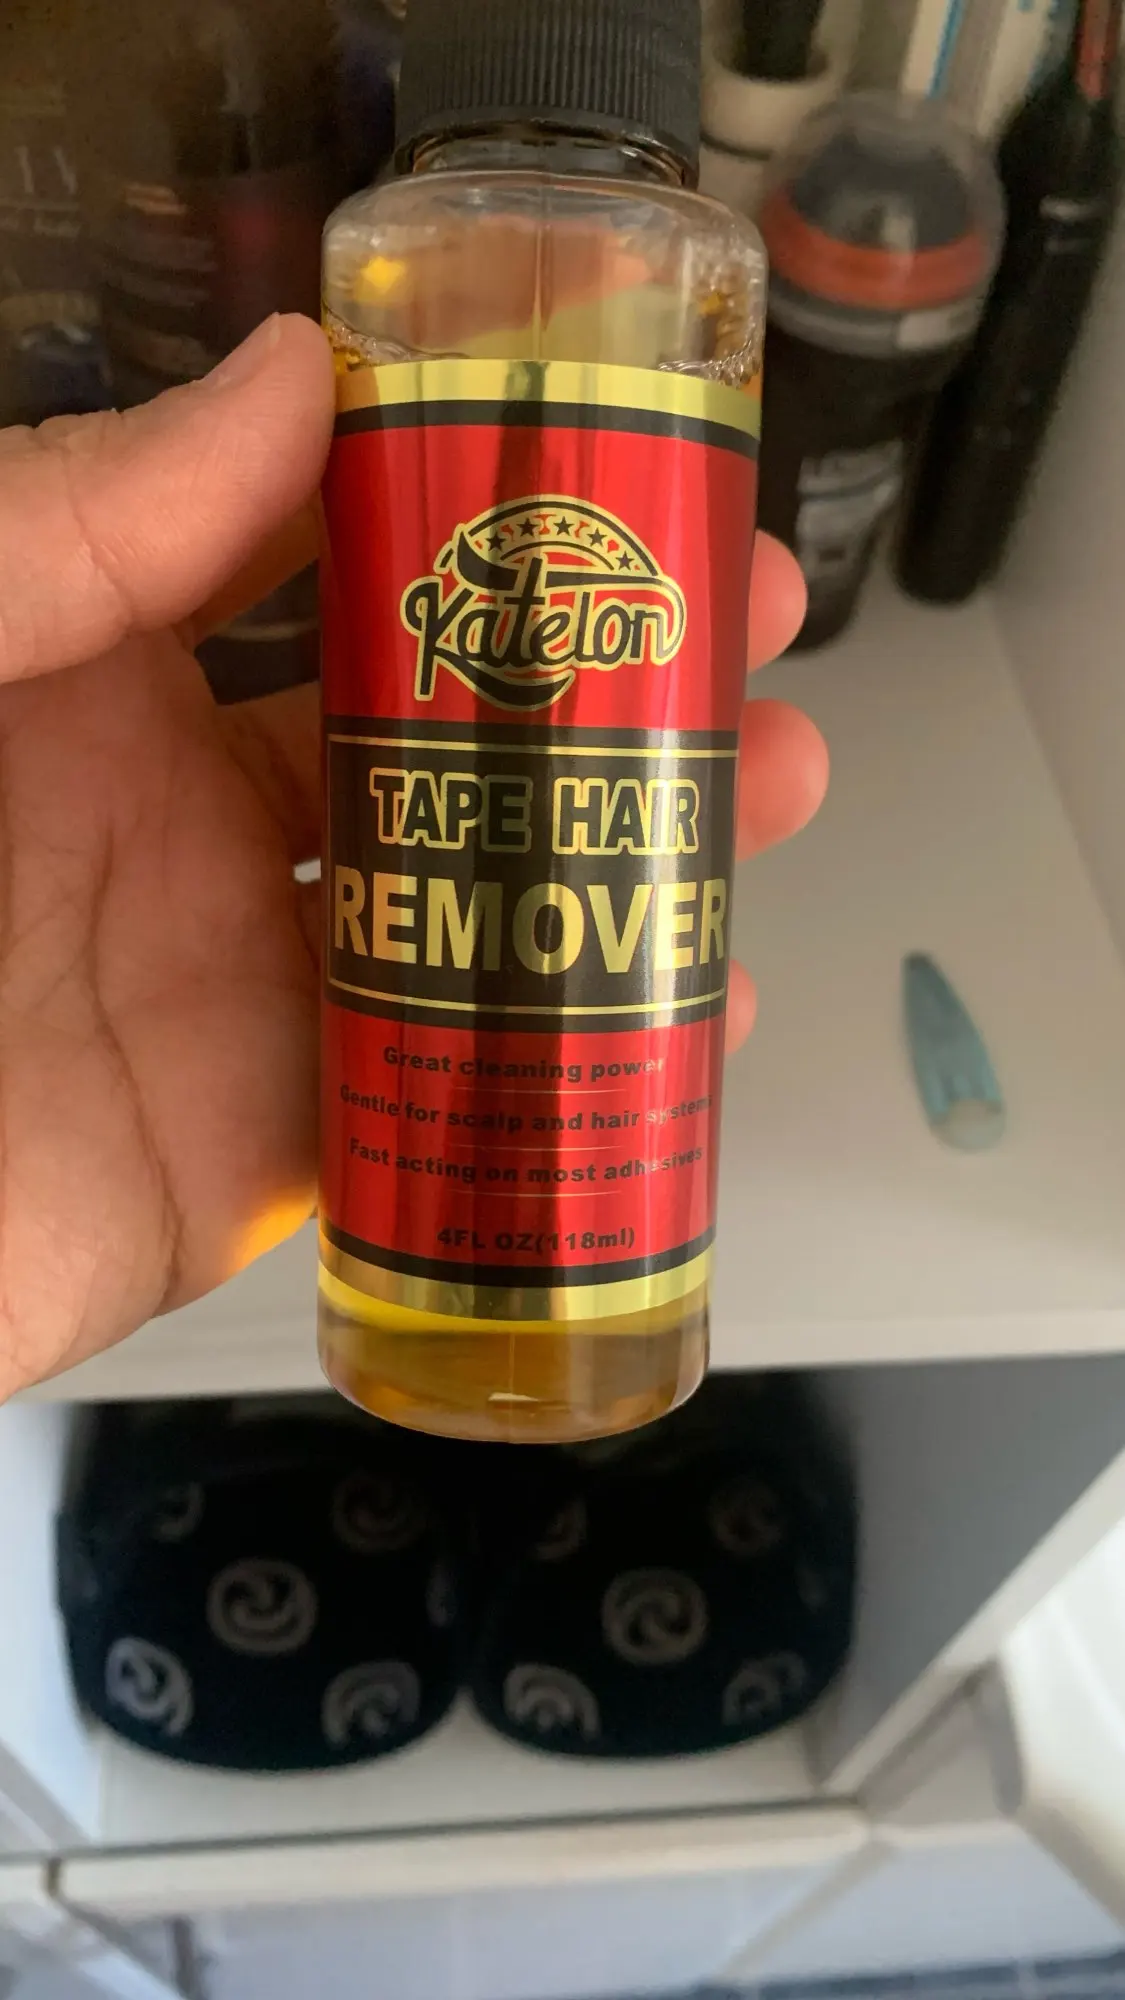 Katelon
TAPE HAIR
REMOVER
Great cleaning power
Gentle for scalp and hair systems
Fast acting on most adhesives
4FL OZ(118ml)